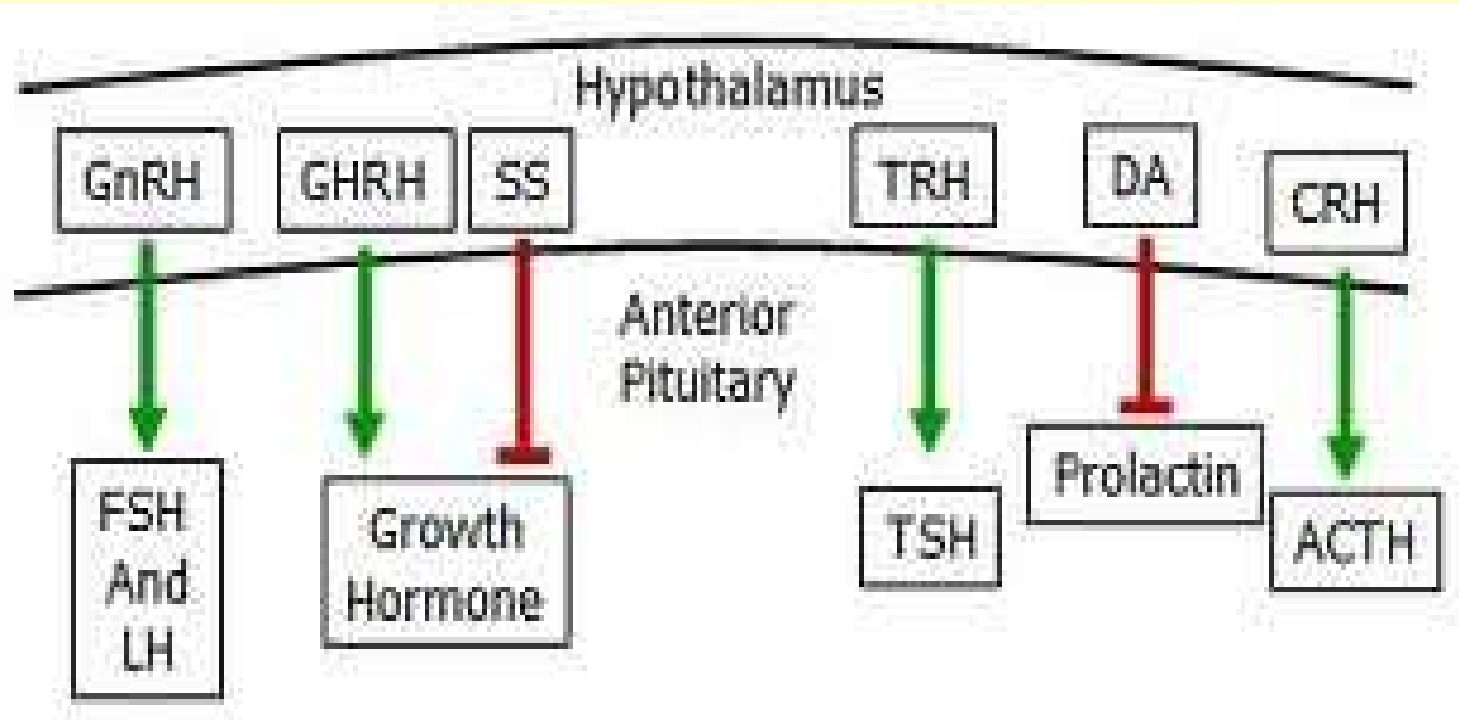 Hypothalamus
GnRH
GHRH
SS
TRH
DA
CRH
Anterior
Pituitary
FSH
And
LH
Growth
Hormone
TSH
Prolactin
ACTH